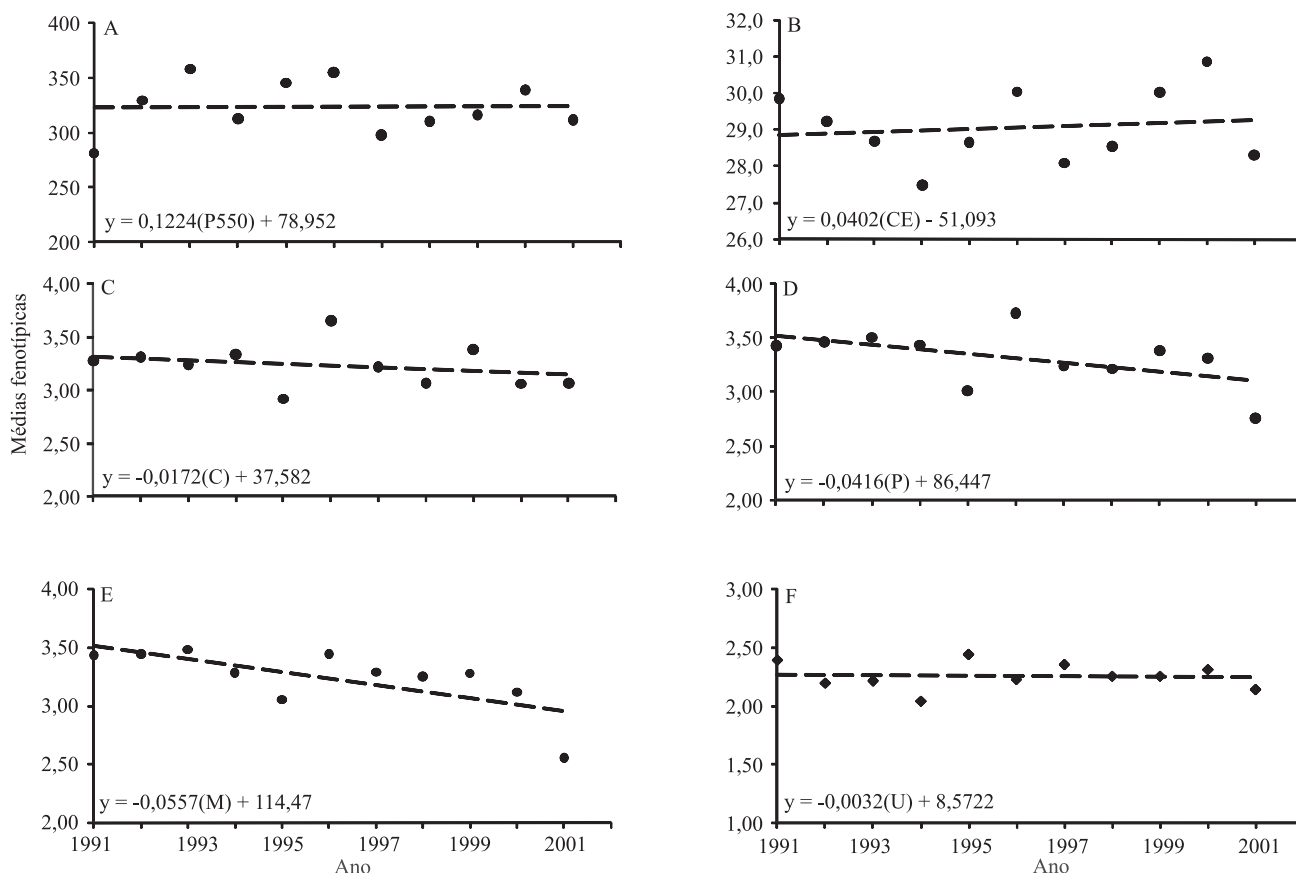 A
400
350
300
250
200
y = 0,1224(P550) + 78,952
B
32,0
31,0
30,0
29,0
28,0
27,0
26,0
y = 0,0402(CE) - 51,093
Médias fenotípicas
C
4,00
3,50
3,00
2,50
2,00
y = -0,0172(C) + 37,582
D
4,00
3,50
3,00
2,50
2,00
y = -0,0416(P) + 86,447
E
4,00
3,50
3,00
2,50
2,00
y = -0,0557(M) + 114,47
1991 1993 1995 1997 1999 2001
Ano
F
3,00
2,50
2,00
1,50
1,00
y = -0,0032(U) + 8,5722
1991 1993 1995 1997 1999 2001
Ano